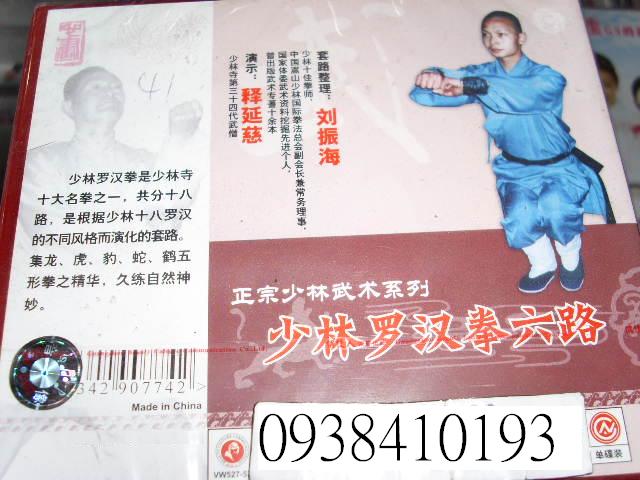 套路整理：刘振海
少林十佳拳师、
中国嵩山少林国际拳法总会副会长兼常务理事、
国家体委武术资料挖掘先进个人、
曾出版武术专著十余本
演示：释延慈
少林寺第三十四代武僧
41
少林罗汉拳是少林寺
十大名拳之一，共分十八
路，是根据少林十八罗汉
的不同风格而演化的套路。
集龙、虎、豹、蛇、鹤五
形拳之精华，久练自然神
妙。
正宗少林武术系列
少林罗汉拳六路
342 907742 >
Made in China
0938410193
VW527-5
单碟装